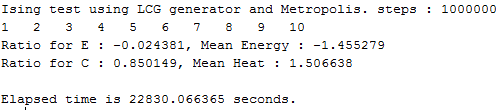 Ising test using LCG generator and Metropolis. steps : 1000000
1 2 3 4 5 6 7 8 9 10
Ratio for E : -0.024381, Mean Energy : -1.455279
Ratio for C : 0.850149, Mean Heat : 1.506638
Elapsed time is 22830.066365 seconds.